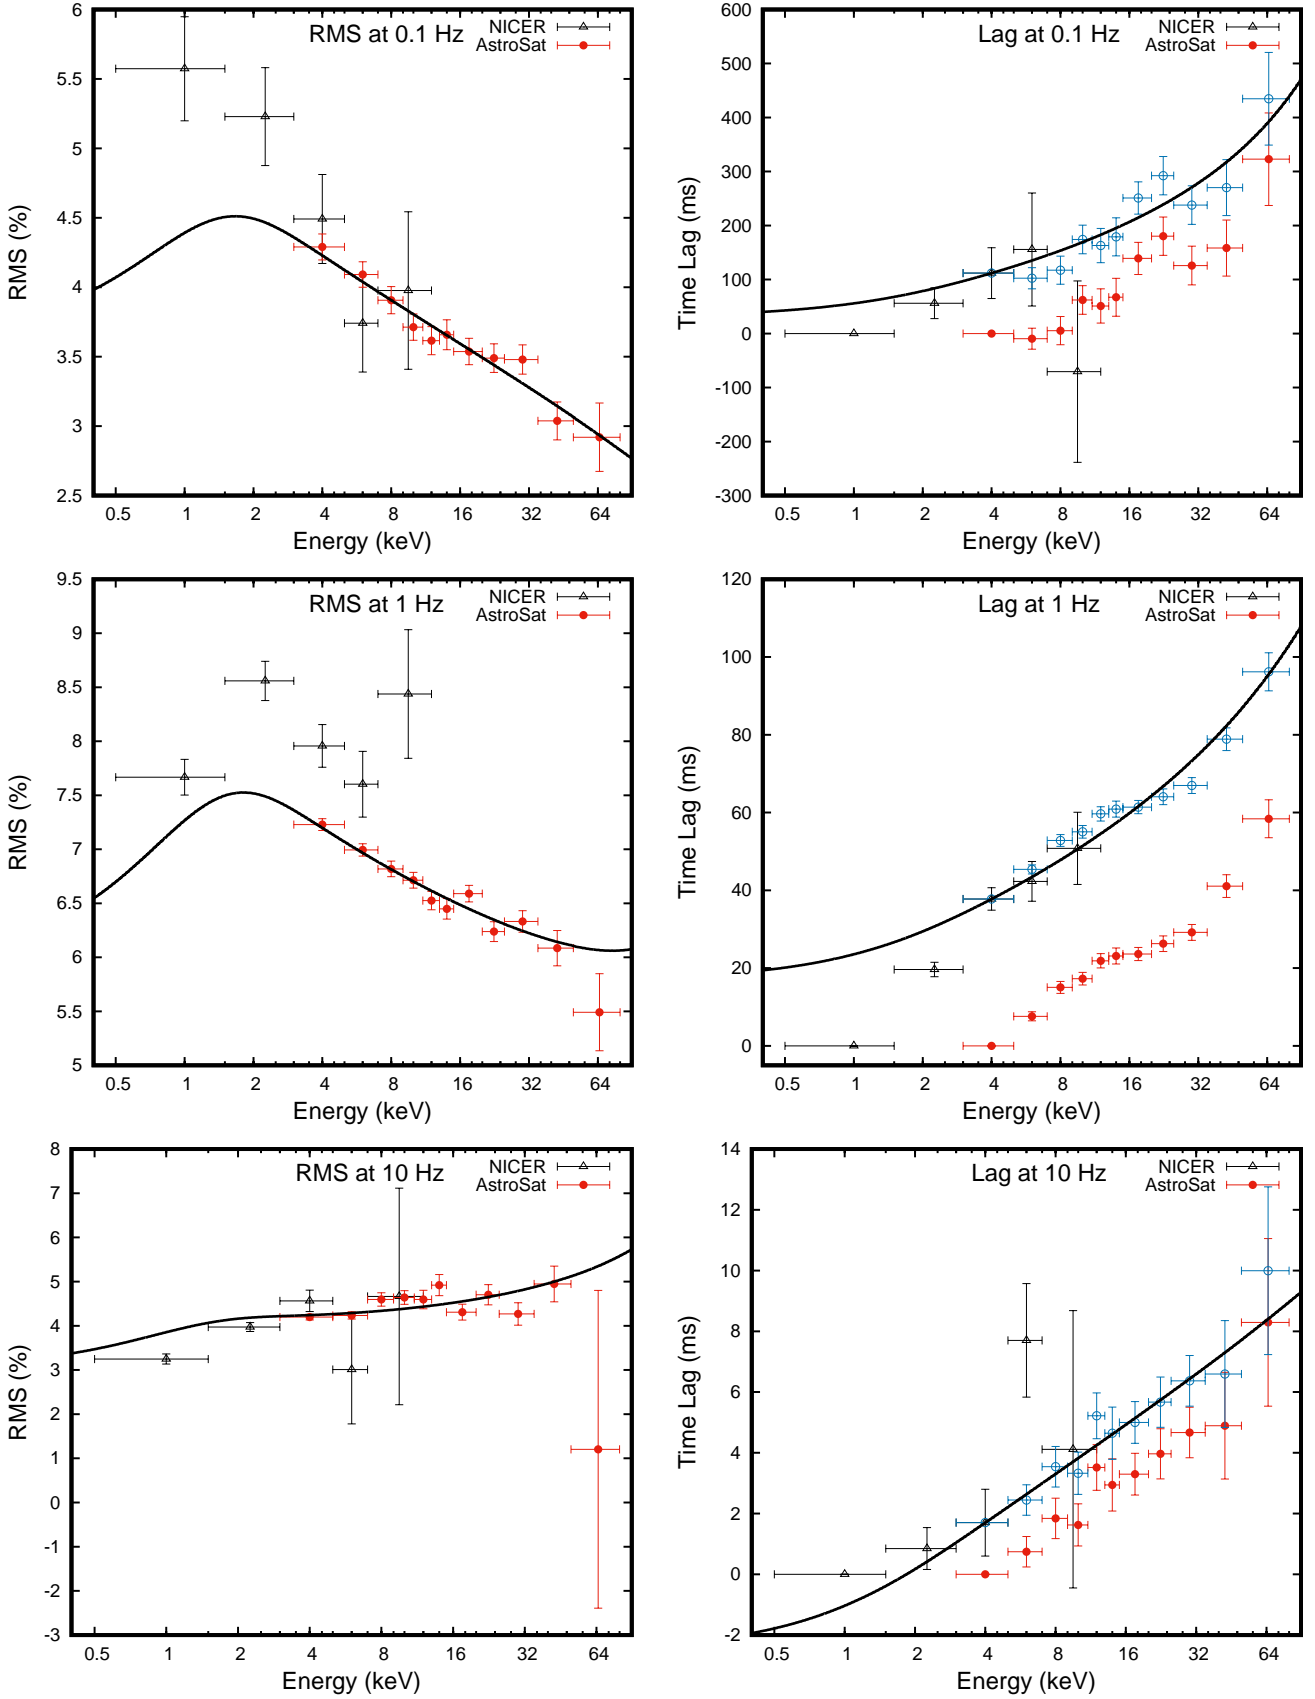 RMS at 0.1 Hz
NICER
AstroSat
6
5.5
5
4.5
4
3.5
3
2.5
RMS (%)
0.5 1 2 4 8 16 32 64
Energy (keV)
Lag at 0.1 Hz
NICER
AstroSat
600
500
400
300
200
100
0
-100
-200
-300
Time Lag (ms)
0.5 1 2 4 8 16 32 64
Energy (keV)
RMS at 1 Hz
NICER
AstroSat
9.5
9
8.5
8
7.5
7
6.5
6
5.5
5
RMS (%)
0.5 1 2 4 8 16 32 64
Energy (keV)
Lag at 1 Hz
NICER
AstroSat
120
100
80
60
40
20
0
Time Lag (ms)
0.5 1 2 4 8 16 32 64
Energy (keV)
RMS at 10 Hz
NICER
AstroSat
8
7
6
5
4
3
2
1
0
-1
-2
-3
RMS (%)
0.5 1 2 4 8 16 32 64
Energy (keV)
Lag at 10 Hz
NICER
AstroSat
14
12
10
8
6
4
2
0
-2
Time Lag (ms)
0.5 1 2 4 8 16 32 64
Energy (keV)